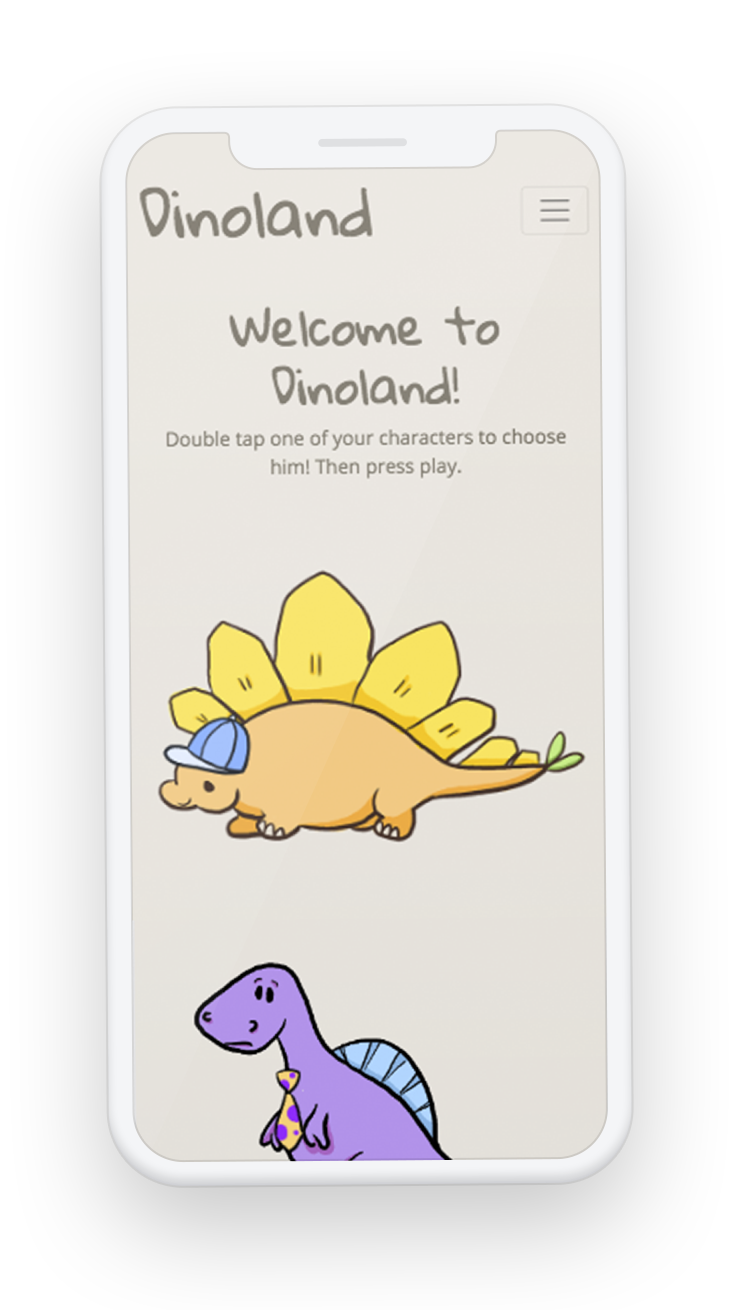 Dinoland
Welcome to
Dinoland!
Double tap one of your characters to choose
him! Then press play.